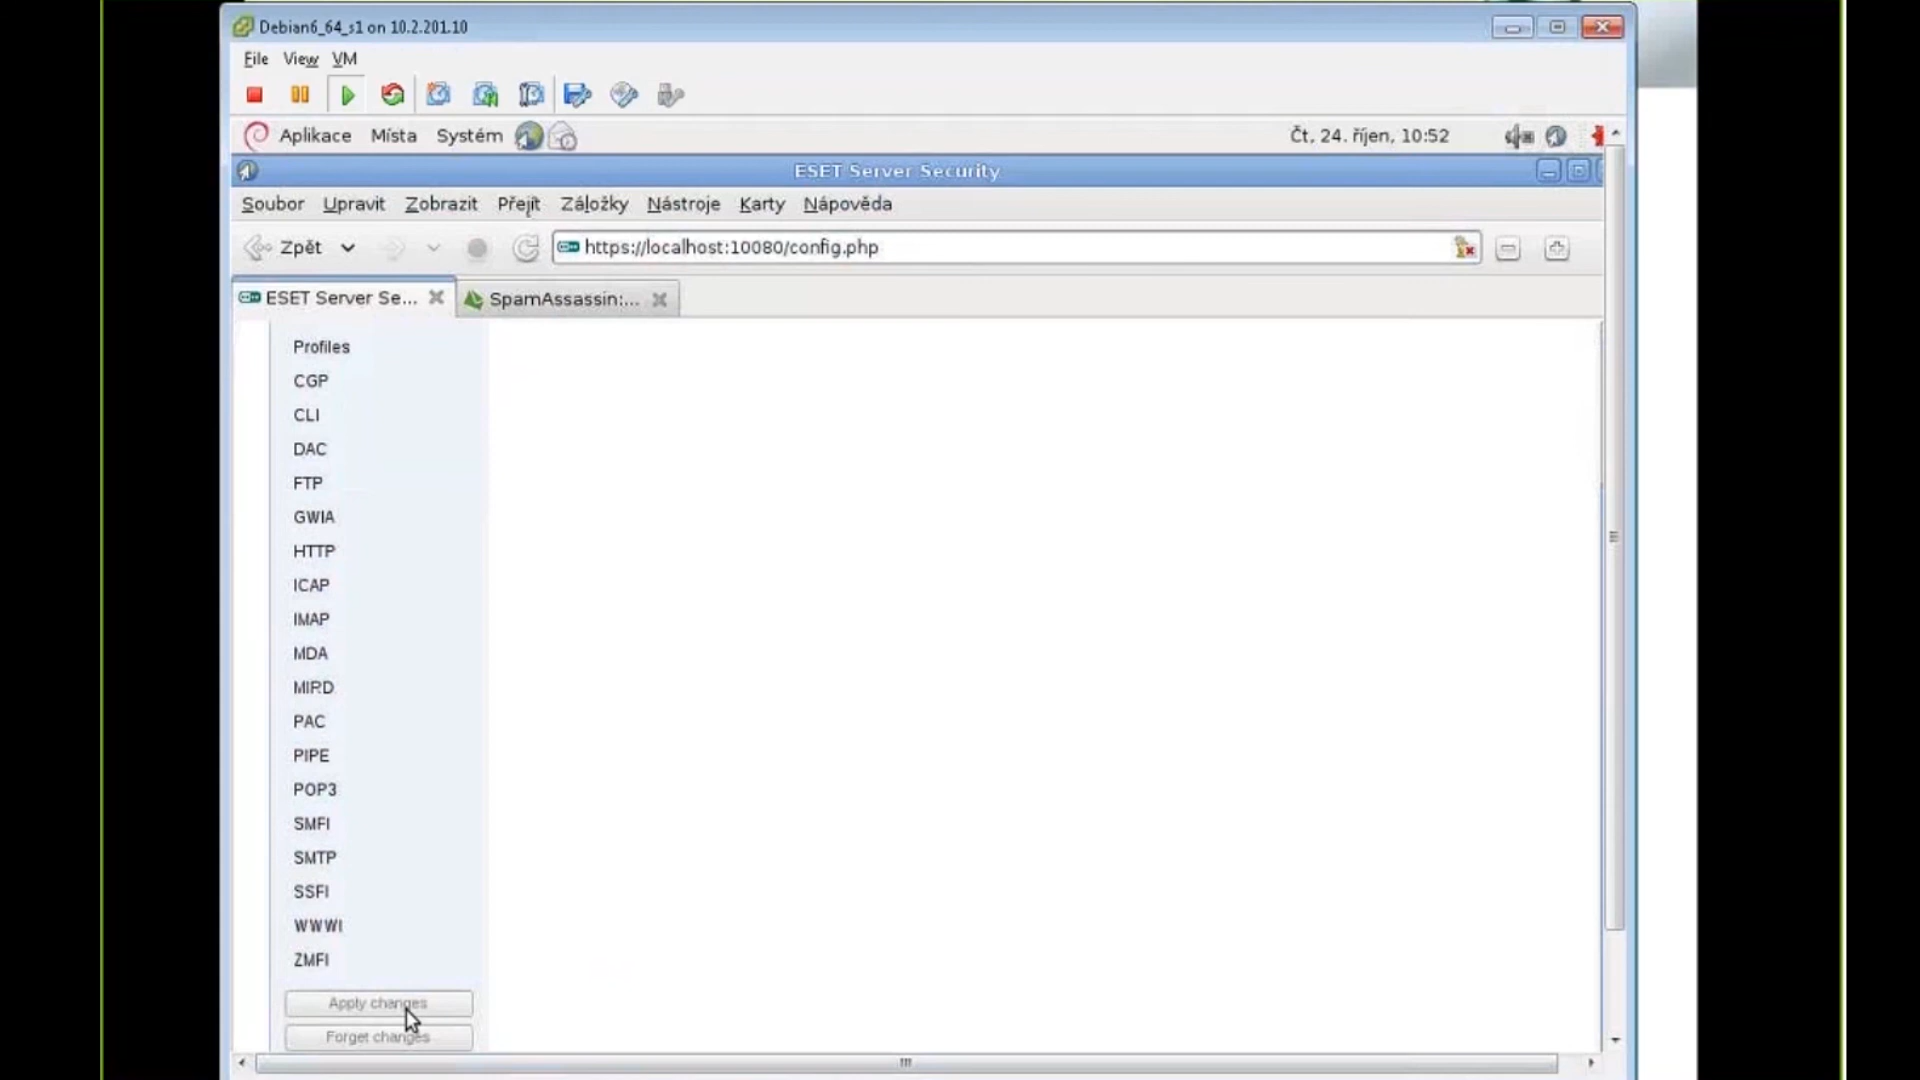 Debian6_64_s1 on 10.2.201.10
File View VM
Aplikace Místa Systém Čt, 24. říjen, 10:52
ESET Server Security
Soubor Upravit Zobrazit Přejít Záložky Nástroje Karty Nápověda
Zpět https://localhost:10080/config.php
ESET Server Se... SpamAssassin:...
Profiles
CGP
CLI
DAC
FTP
GWIA
HTTP
ICAP
IMAP
MDA
MIRD
PAC
PIPE
POP3
SMFI
SMTP
SSFI
WWWI
ZMFI
Apply changes
Forget changes